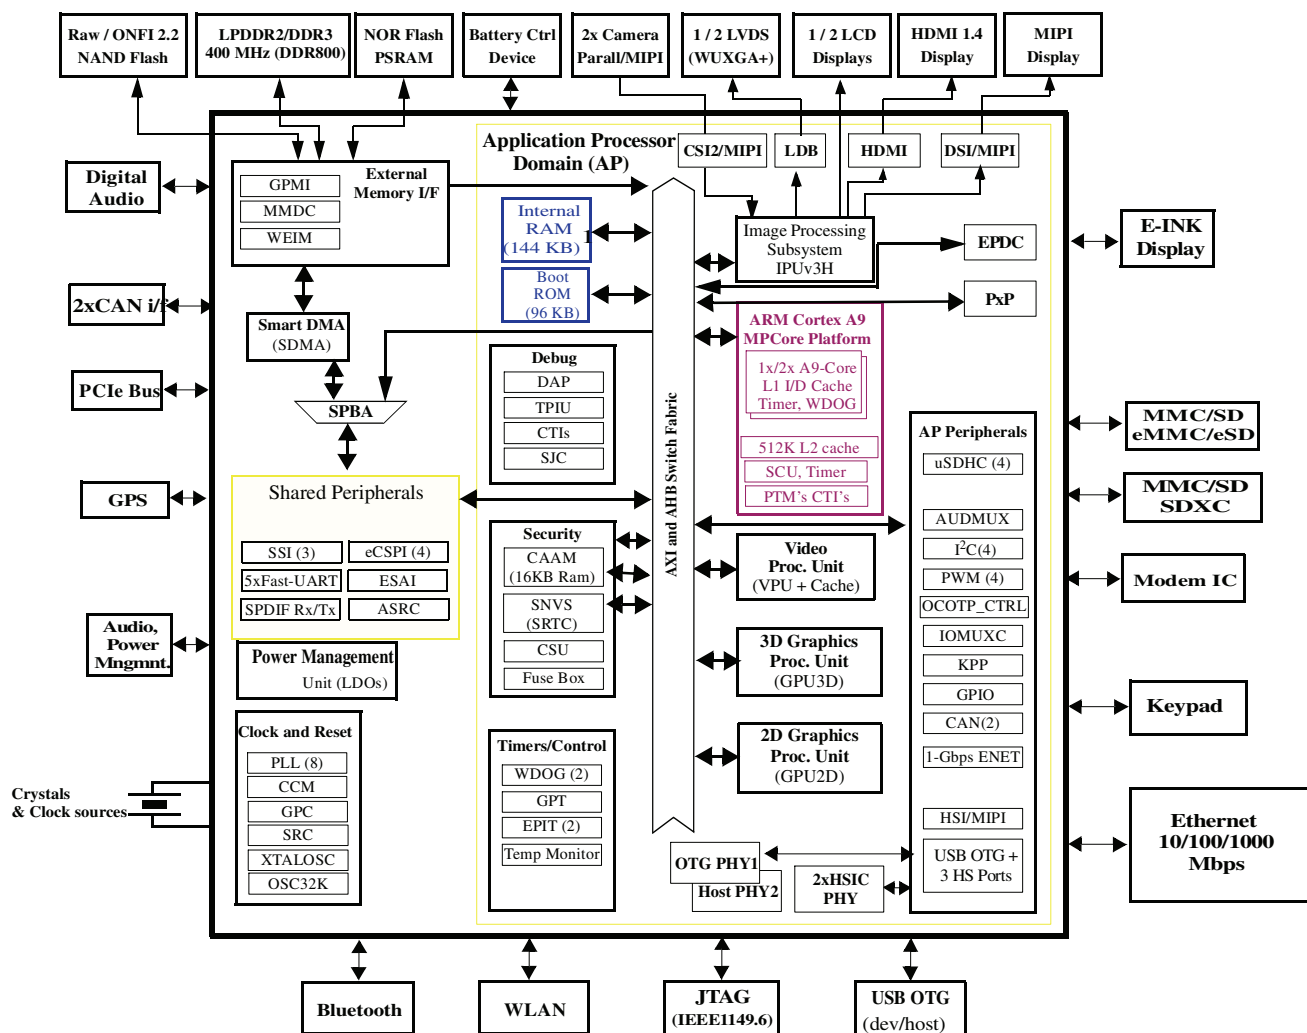 Raw / ONFI 2.2
NAND Flash
LPDDR2/DDR3
400 MHz (DDR800)
NOR Flash
PSRAM
Battery Ctrl
Device
2x Camera
Parall/MIPI
1 / 2 LVDS
(WUXGA+)
1 / 2 LCD
Displays
HDMI 1.4
Display
MIPI
Display
Application Processor
Domain (AP)
CSI2/MIPI
LDB
HDMI
DSI/MIPI
Digital
Audio
2xCAN i/f
PCIe Bus
GPS
Audio,
Power
Mngmnt.
Crystals
& Clock sources
External
Memory I/F
GPMI
MMDC
WEIM
Smart DMA
(SDMA)
SPBA
Shared Peripherals
SSI (3)
eCSPI (4)
5xFast-UART
ESAI
SPDIF Rx/Tx
ASRC
Power Management
Unit (LDOs)
Clock and Reset
PLL (8)
CCM
GPC
SRC
XTALOSC
OSC32K
Internal
RAM
(144 KB)
1
Boot
ROM
(96 KB)
Debug
DAP
TPIU
CTIs
SJC
Security
CAAM
(16KB Ram)
SNVS
(SRTC)
CSU
Fuse Box
Timers/Control
WDOG (2)
GPT
EPIT (2)
Temp Monitor
AXI and AHB Switch Fabric
Image Processing
Subsystem
IPUv3H
EPDC
PxP
ARM Cortex A9
MPCore Platform
1x/2x A9-Core
L1 I/D Cache
Timer, WDOG
512K L2 cache
SCU, Timer
PTM's CTI's
Video
Proc. Unit
(VPU + Cache)
3D Graphics
Proc. Unit
(GPU3D)
2D Graphics
Proc. Unit
(GPU2D)
OTG PHY1
Host PHY2
2xHSIC
PHY
AP Peripherals
uSDHC (4)
AUDMUX
I2C(4)
PWM (4)
OCOTP_CTRL
IOMUXC
KPP
GPIO
CAN(2)
1-Gbps ENET
HSI/MIPI
USB OTG +
3 HS Ports
E-INK
Display
MMC/SD
eMMC/eSD
MMC/SD
SDXC
Modem IC
Keypad
Ethernet
10/100/1000
Mbps
Bluetooth
WLAN
JTAG
(IEEE1149.6)
USB OTG
(dev/host)